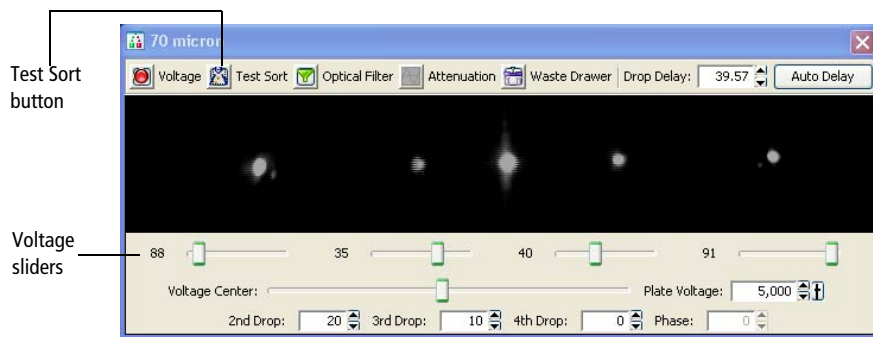 70 micron
Test Sort
button
Voltage Test Sort Optical Filter Attenuation Waste Drawer Drop Delay: 39.57 Auto Delay
Voltage
sliders
88 35 40 91
Voltage Center: Plate Voltage: 5,000
2nd Drop: 20 3rd Drop: 10 4th Drop: 0 Phase: 0